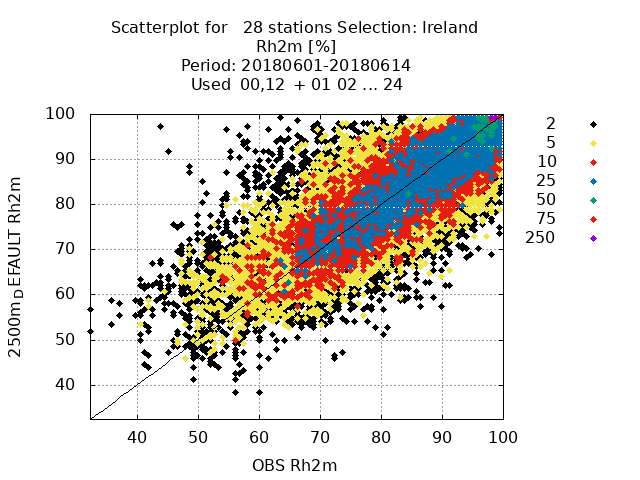 Scatterplot for   28 stations Selection: Ireland
Rh2m [%]
Period: 20180601-20180614
Used  00,12  + 01 02 ... 24
2500m_DEFAULT Rh2m
100
90
80
70
60
50
40
40 50 60 70 80 90 100
OBS Rh2m
2
5
10
25
50
75
250